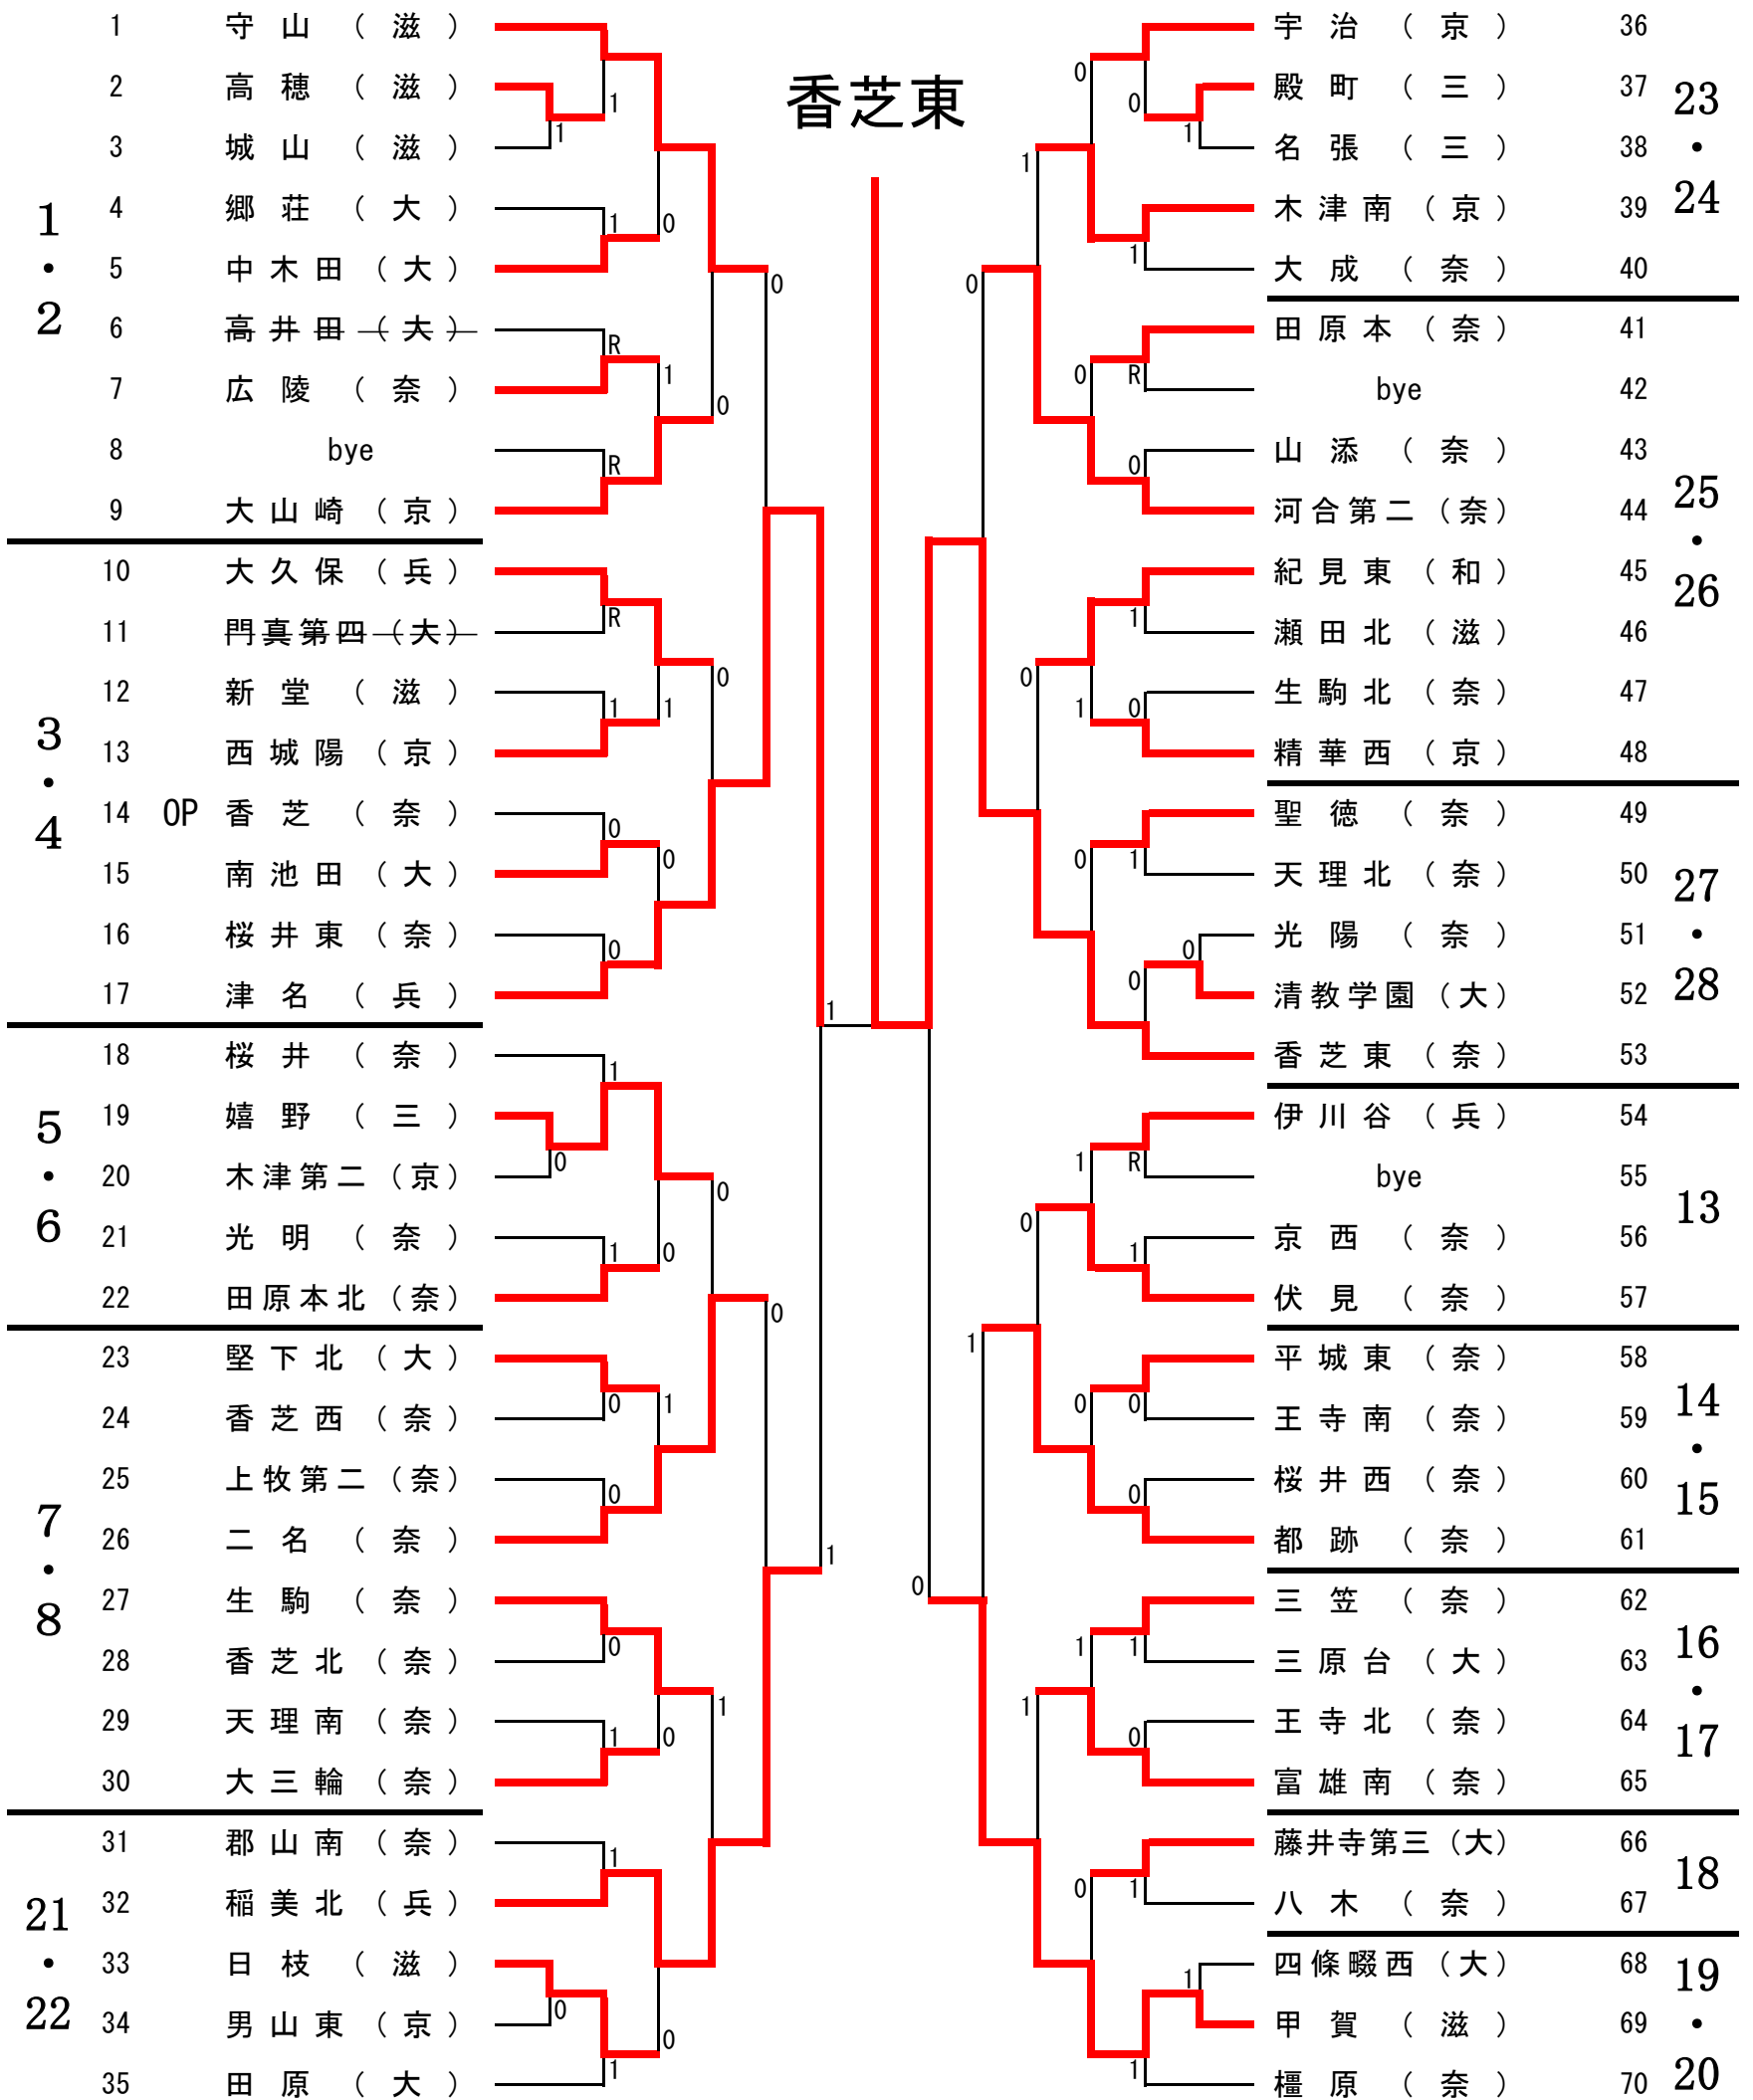 香芝東
1・2
1 守山（滋）
2 高穂（滋）
3 城山（滋）
4 郷荘（大）
5 中木田（大）
6 高井田（大）
7 広陵（奈）
8 bye
9 大山崎（京）
3・4
10 大久保（兵）
11 門真第四（大）
12 新堂（滋）
13 西城陽（京）
14 OP 香芝（奈）
15 南池田（大）
16 桜井東（奈）
17 津名（兵）
5・6
18 桜井（奈）
19 嬉野（三）
20 木津第二（京）
21 光明（奈）
22 田原本北（奈）
7・8
23 堅下北（大）
24 香芝西（奈）
25 上牧第二（奈）
26 二名（奈）
27 生駒（奈）
28 香芝北（奈）
29 天理南（奈）
30 大三輪（奈）
21・22
31 郡山南（奈）
32 稲美北（兵）
33 日枝（滋）
34 男山東（京）
35 田原（大）
宇治（京） 36
殿町（三） 37
名張（三） 38
木津南（京） 39
大成（奈） 40
23・24
田原本（奈） 41
bye 42
山添（奈） 43
河合第二（奈） 44
紀見東（和） 45
瀬田北（滋） 46
生駒北（奈） 47
精華西（京） 48
25・26
聖徳（奈） 49
天理北（奈） 50
光陽（奈） 51
清教学園（大） 52
香芝東（奈） 53
27・28
伊川谷（兵） 54
bye 55
京西（奈） 56
伏見（奈） 57
13
平城東（奈） 58
王寺南（奈） 59
桜井西（奈） 60
都跡（奈） 61
14・15
三笠（奈） 62
三原台（大） 63
王寺北（奈） 64
富雄南（奈） 65
16・17
藤井寺第三（大） 66
八木（奈） 67
18
四條畷西（大） 68
甲賀（滋） 69
橿原（奈） 70
19・20